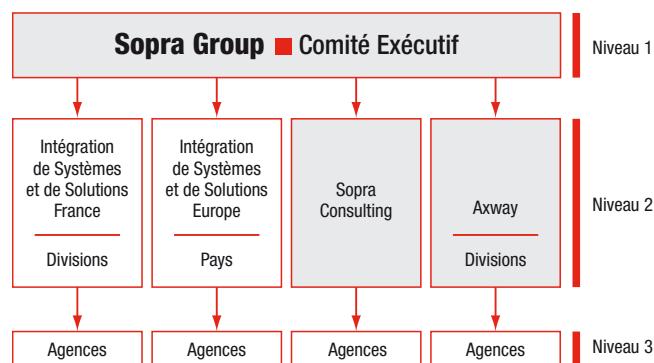 Sopra Group ■ Comité Exécutif
Niveau 1
Intégration
de Systèmes
et de Solutions
France
Divisions
Intégration
de Systèmes
et de Solutions
Europe
Pays
Sopra
Consulting
Axway
Divisions
Niveau 2
Agences
Agences
Agences
Agences
Niveau 3